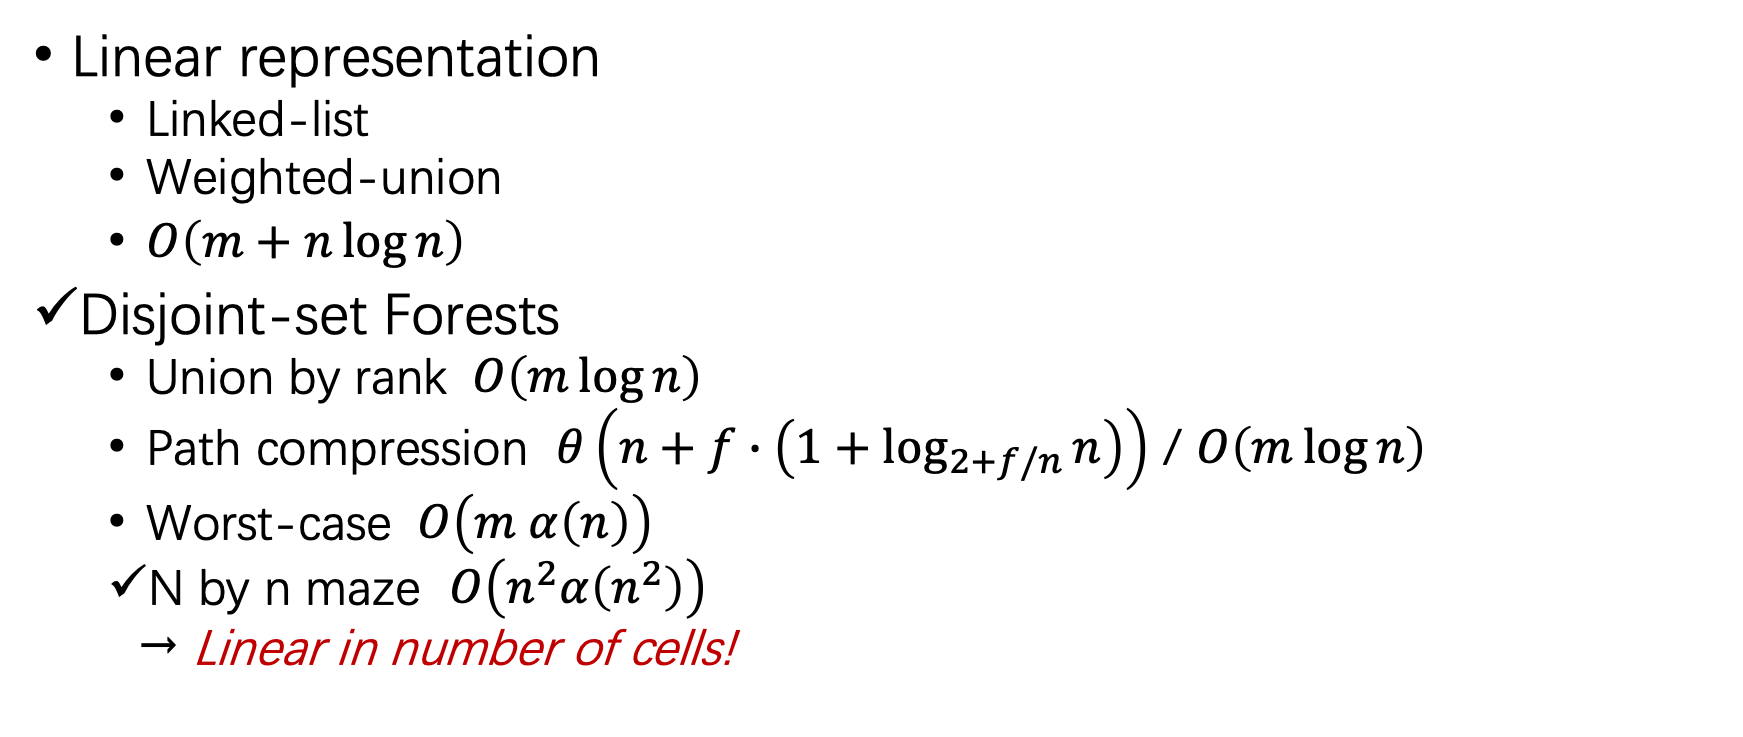 • Linear representation
• Linked-list
• Weighted-union
• O(m + n log n)
✓Disjoint-set Forests
• Union by rank O(m log n)
• Path compression θ(n + f · (1 + log_{2+f/n} n)) / O(m log n)
• Worst-case O(m α(n))
✓N by n maze O(n²α(n²))
→ Linear in number of cells!